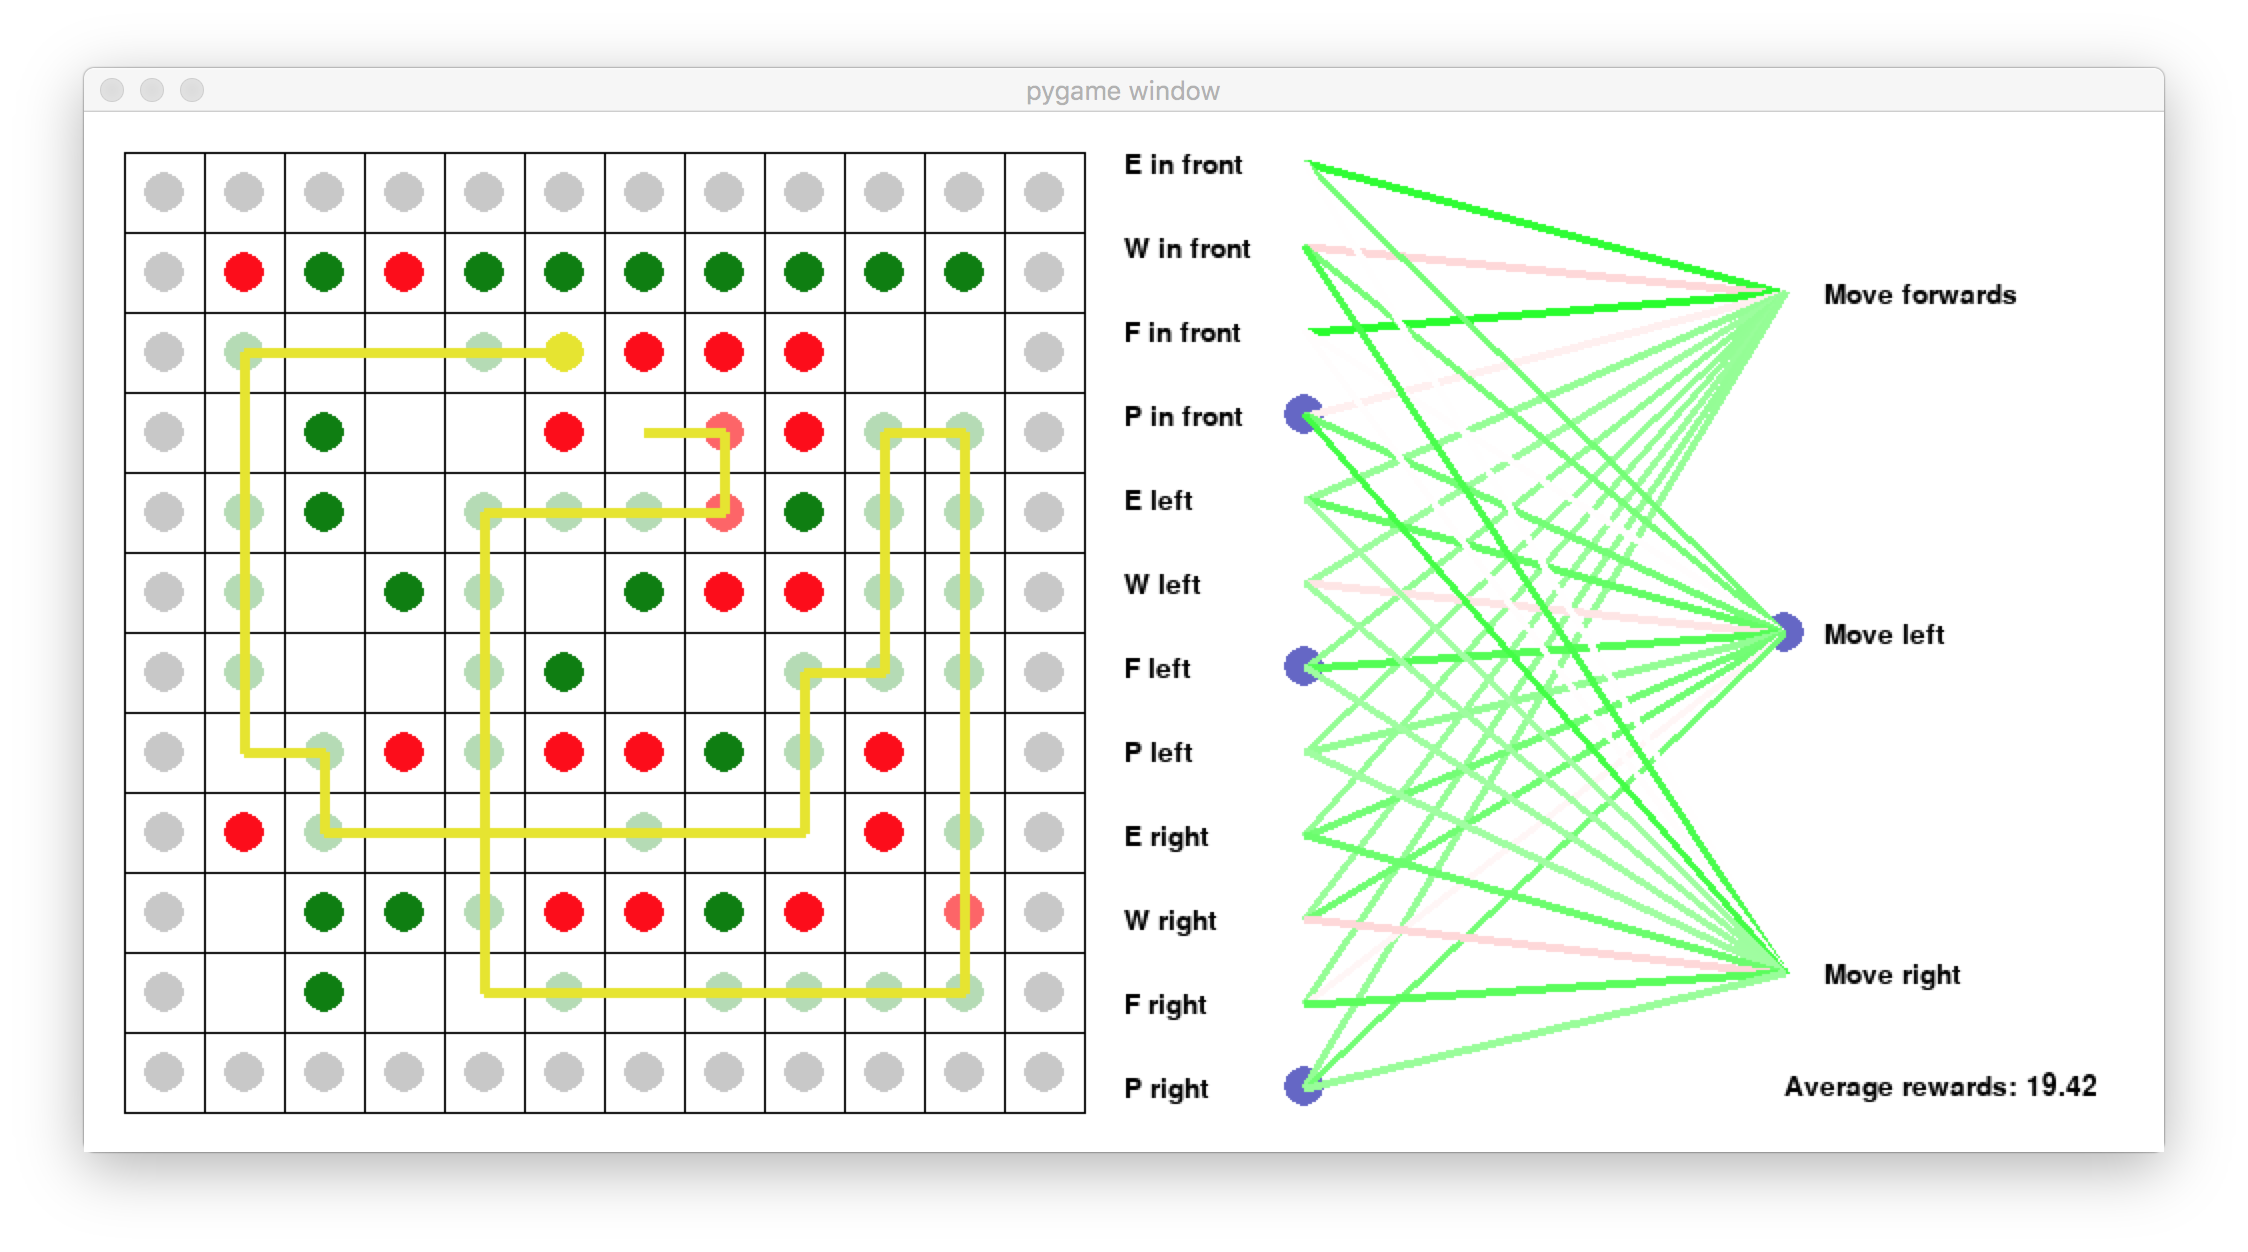 pygame window
E in front
W in front
F in front
P in front
E left
W left
F left
P left
E right
W right
F right
P right
Move forwards
Move left
Move right
Average rewards: 19.42